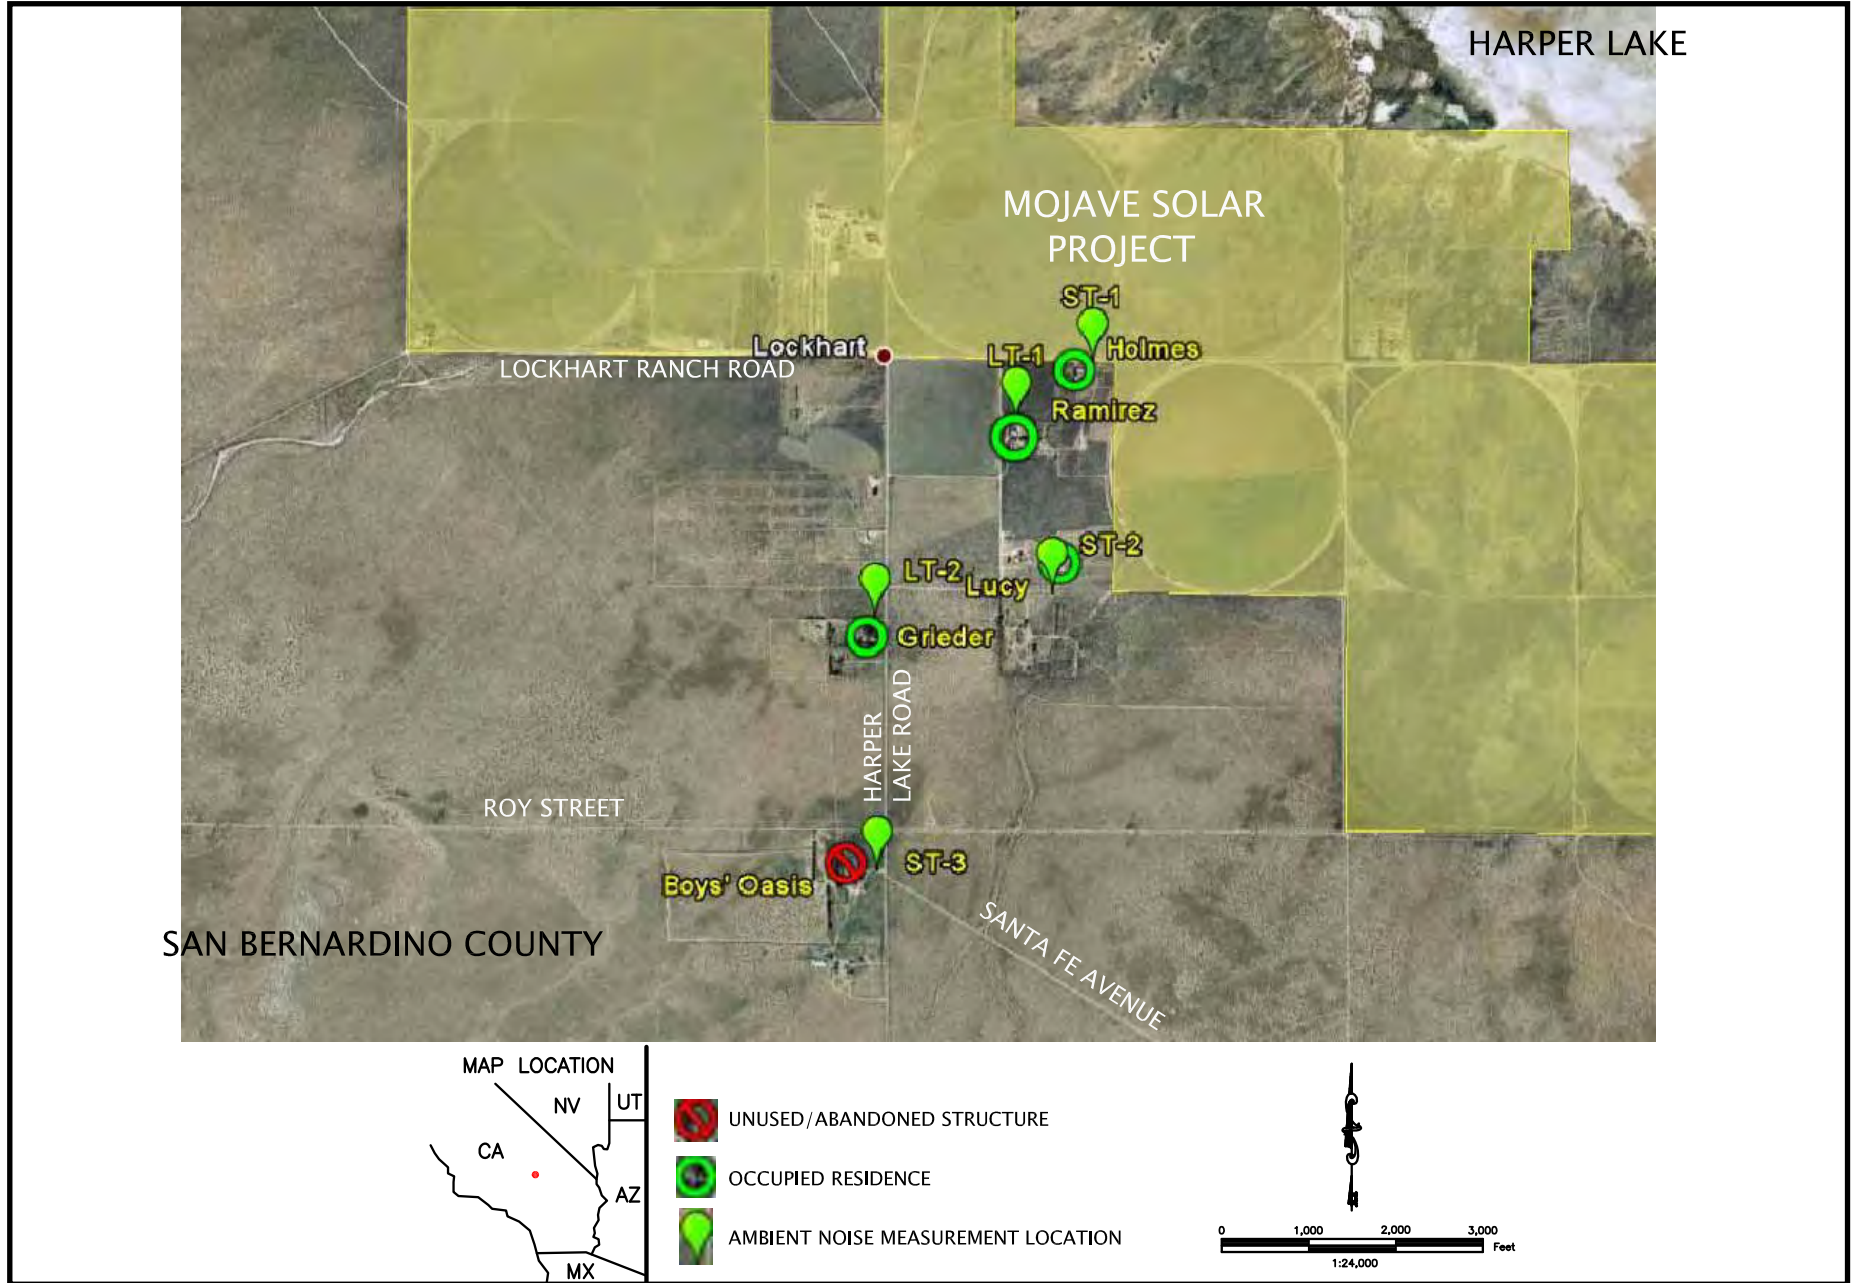 HARPER LAKE
MOJAVE SOLAR
PROJECT
ST-1
Lockhart
LT-1
Holmes
LOCKHART RANCH ROAD
Ramirez
ST-2
LT-2
Lucy
Grieder
HARPER
LAKE ROAD
ROY STREET
ST-3
Boys' Oasis
SANTA FE AVENUE
SAN BERNARDINO COUNTY
MAP LOCATION
NV
UT
CA
AZ
MX
UNUSED/ABANDONED STRUCTURE
OCCUPIED RESIDENCE
AMBIENT NOISE MEASUREMENT LOCATION
0 1,000 2,000 3,000
Feet
1:24,000